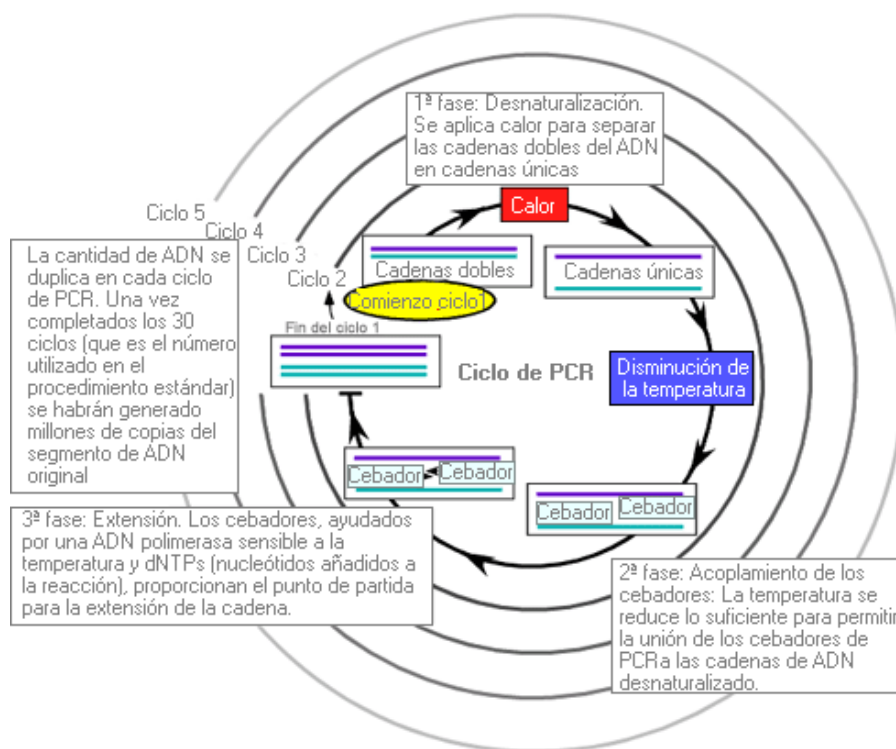 1ª fase: Desnaturalización.
Se aplica calor para separar
las cadenas dobles del ADN
en cadenas únicas
Calor
Ciclo 5
Ciclo 4
Ciclo 3
Ciclo 2
Cadenas dobles
Cadenas únicas
Comienzo ciclo1
Fin del ciclo 1
La cantidad de ADN se
duplica en cada ciclo
de PCR. Una vez
completados los 30
ciclos (que es el número
utilizado en el
procedimiento estándar)
se habrán generado
millones de copias del
segmento de ADN
original
Ciclo de PCR
Disminución de
la temperatura
Cebador
Cebador
Cebador
Cebador
3ª fase: Extensión. Los cebadores, ayudados
por una ADN polimerasa sensible a la
temperatura y dNTPs (nucleótidos añadidos a
la reacción), proporcionan el punto de partida
para la extensión de la cadena.
2ª fase: Acoplamiento de los
cebadores: La temperatura se
reduce lo suficiente para permitir
la unión de los cebadores de
PCRa las cadenas de ADN
desnaturalizado.